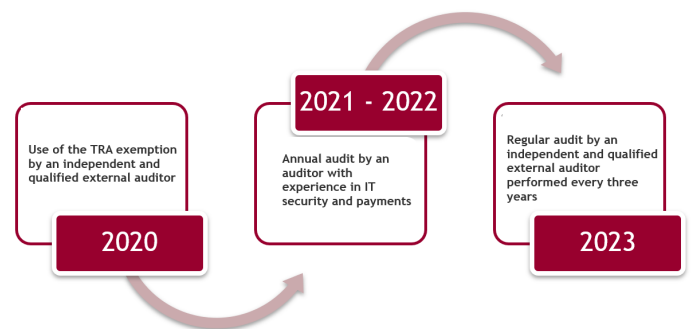 Use of the TRA exemption
by an independent and
qualified external auditor
2020
2021 - 2022
Annual audit by an
auditor with
experience in IT
security and payments
Regular audit by an
independent and qualified
external auditor
performed every three
years
2023